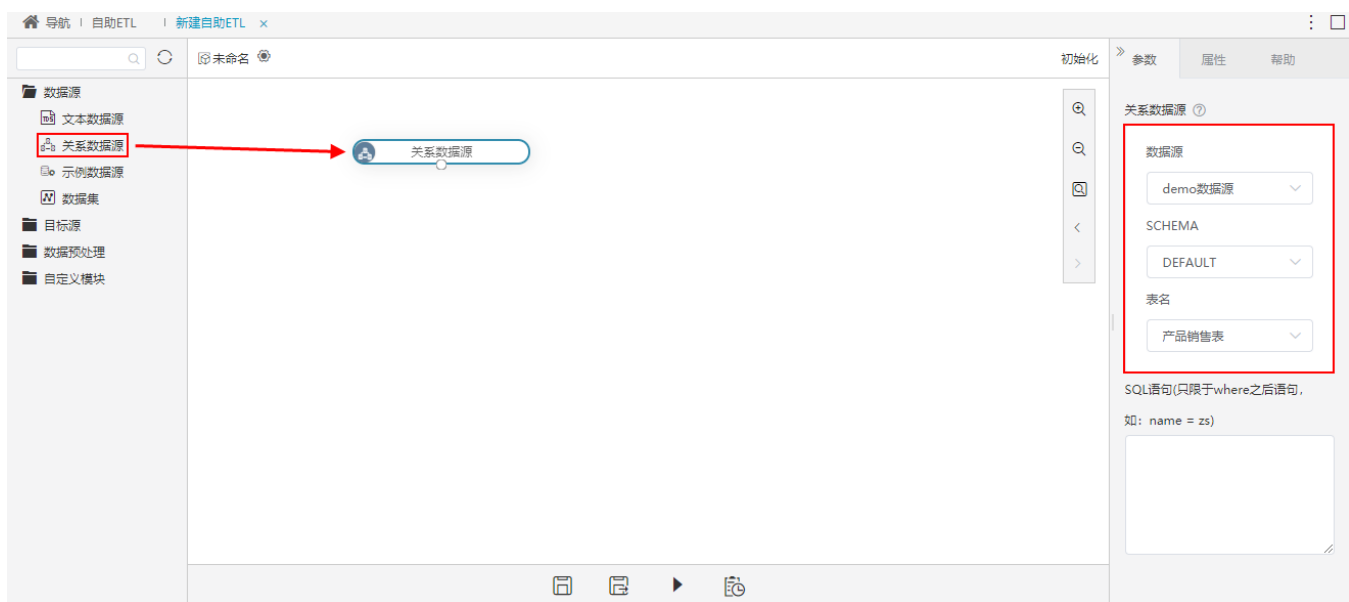 导航 自助ETL 新建自助ETL ×
未命名 初始化
数据源
文本数据源
关系数据源
示例数据源
数据集
目标源
数据预处理
自定义模块
关系数据源
参数 属性 帮助
关系数据源
数据源
demo数据源
SCHEMA
DEFAULT
表名
产品销售表
SQL语句(只限于where之后语句,
如: name = zs)